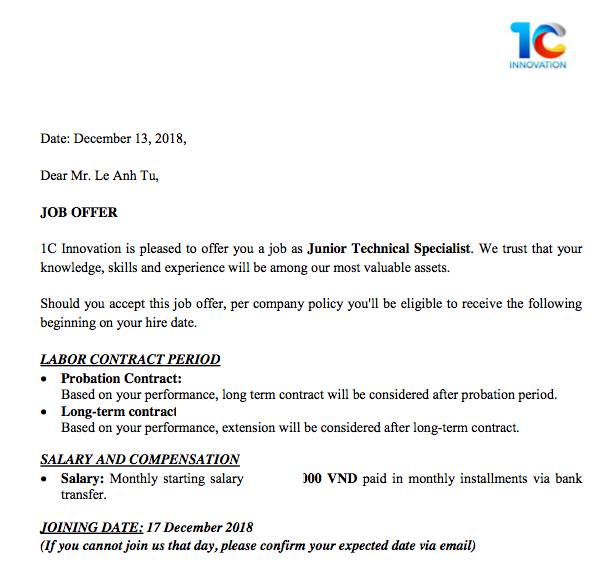 1C
INNOVATION
Date: December 13, 2018,
Dear Mr. Le Anh Tu,
JOB OFFER
1C Innovation is pleased to offer you a job as Junior Technical Specialist. We trust that your
knowledge, skills and experience will be among our most valuable assets.
Should you accept this job offer, per company policy you'll be eligible to receive the following
beginning on your hire date.
LABOR CONTRACT PERIOD
• Probation Contract:
Based on your performance, long term contract will be considered after probation period.
• Long-term contract
Based on your performance, extension will be considered after long-term contract.
SALARY AND COMPENSATION
• Salary: Monthly starting salary 000 VND paid in monthly installments via bank
transfer.
JOINING DATE: 17 December 2018
(If you cannot join us that day, please confirm your expected date via email)